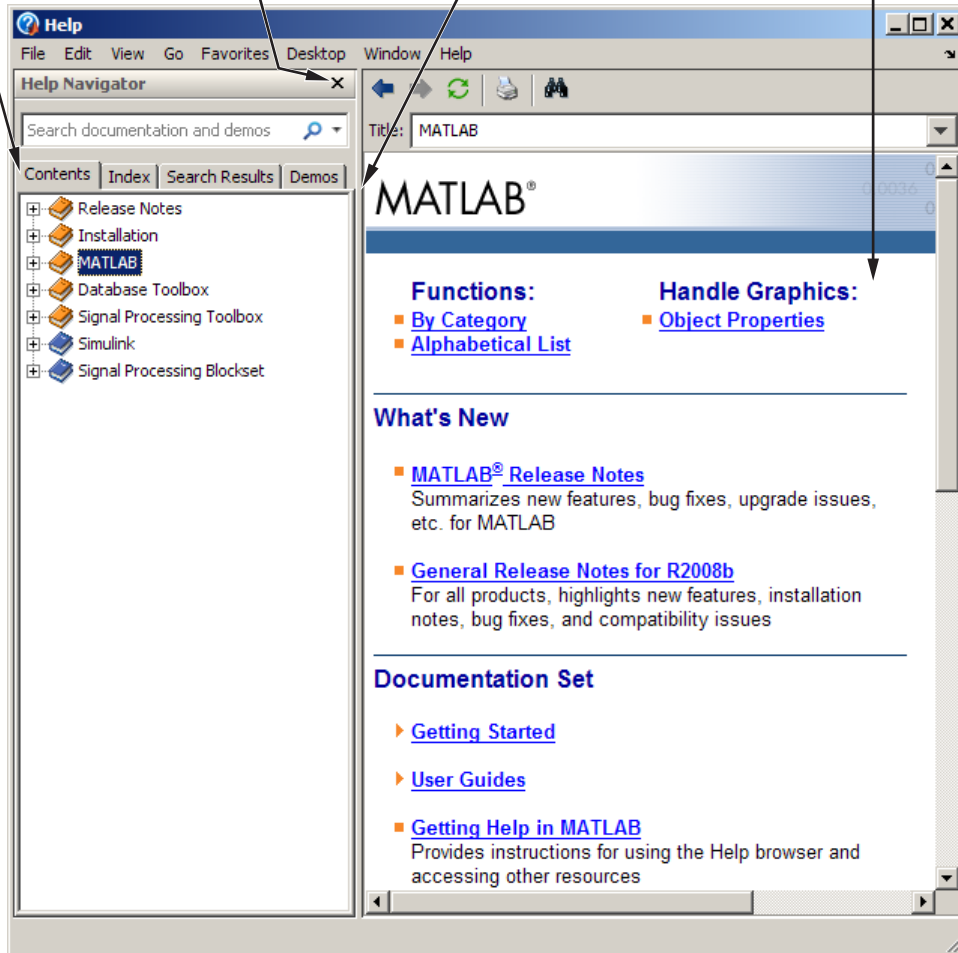 Help
File Edit View Go Favorites Desktop Window Help
Help Navigator
Search documentation and demos
Contents Index Search Results Demos
Release Notes
Installation
MATLAB
Database Toolbox
Signal Processing Toolbox
Simulink
Signal Processing Blockset
Title: MATLAB
MATLAB®
0
0.0036
0
Functions:
By Category
Alphabetical List
Handle Graphics:
Object Properties
What's New
MATLAB® Release Notes
Summarizes new features, bug fixes, upgrade issues,
etc. for MATLAB
General Release Notes for R2008b
For all products, highlights new features, installation
notes, bug fixes, and compatibility issues
Documentation Set
Getting Started
User Guides
Getting Help in MATLAB
Provides instructions for using the Help browser and
accessing other resources